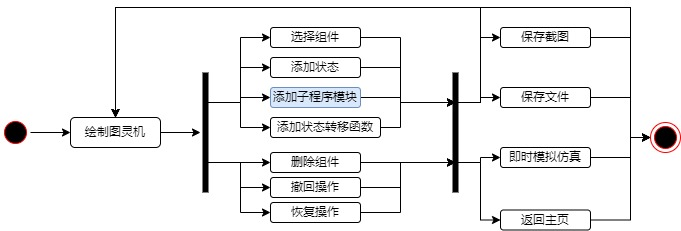 绘制图灵机
选择组件
添加状态
添加子程序模块
添加状态转移函数
删除组件
撤回操作
恢复操作
保存截图
保存文件
即时模拟仿真
返回主页